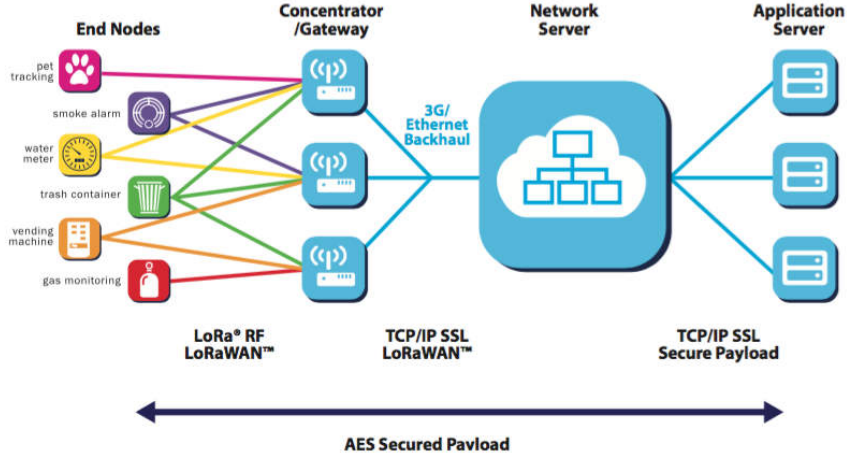 End Nodes
Concentrator
/Gateway
Network
Server
Application
Server
pet
tracking
smoke alarm
water
meter
trash container
vending
machine
gas monitoring
3G/
Ethernet
Backhaul
LoRa® RF
LoRaWAN™
TCP/IP SSL
LoRaWAN™
TCP/IP SSL
Secure Payload
AES Secured Payload